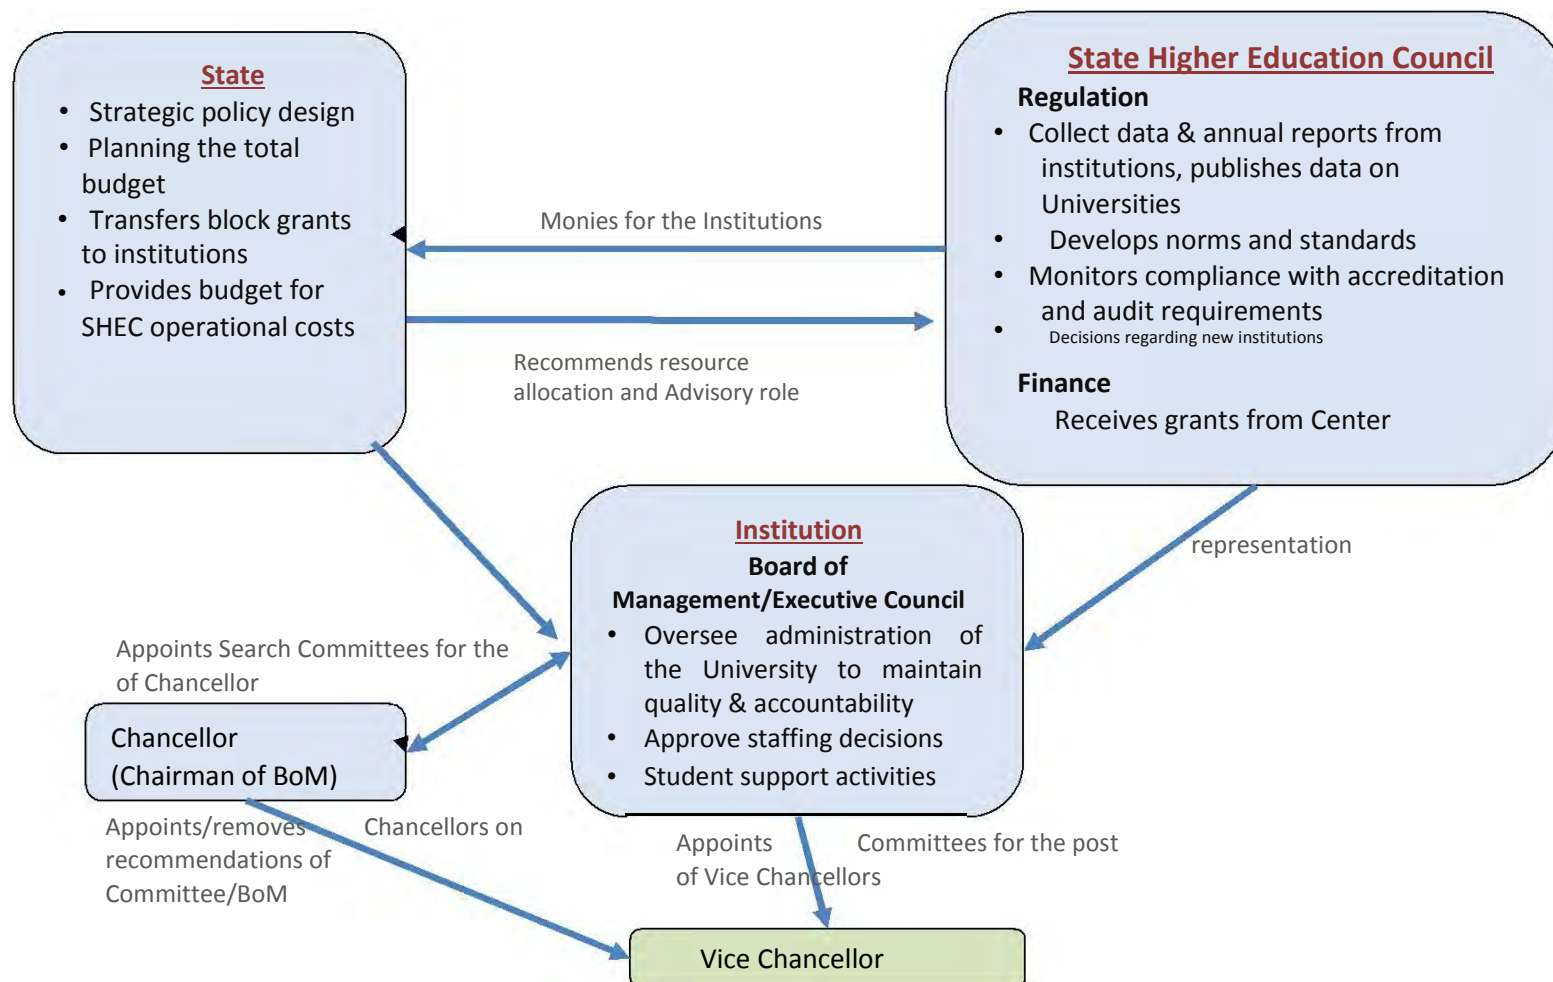 State
• Strategic policy design
• Planning the total
budget
• Transfers block grants
to institutions
• Provides budget for
SHEC operational costs
State Higher Education Council
Regulation
• Collect data & annual reports from
institutions, publishes data on
Universities
• Develops norms and standards
• Monitors compliance with accreditation
and audit requirements
• Decisions regarding new institutions
Finance
Receives grants from Center
Monies for the Institutions
Recommends resource
allocation and Advisory role
Institution
Board of
Management/Executive Council
• Oversee administration of
the University to maintain
quality & accountability
• Approve staffing decisions
• Student support activities
representation
Appoints Search Committees for the
of Chancellor
Chancellor
(Chairman of BoM)
Appoints/removes Chancellors on
recommendations of
Committee/BoM
Appoints Committees for the post
of Vice Chancellors
Vice Chancellor